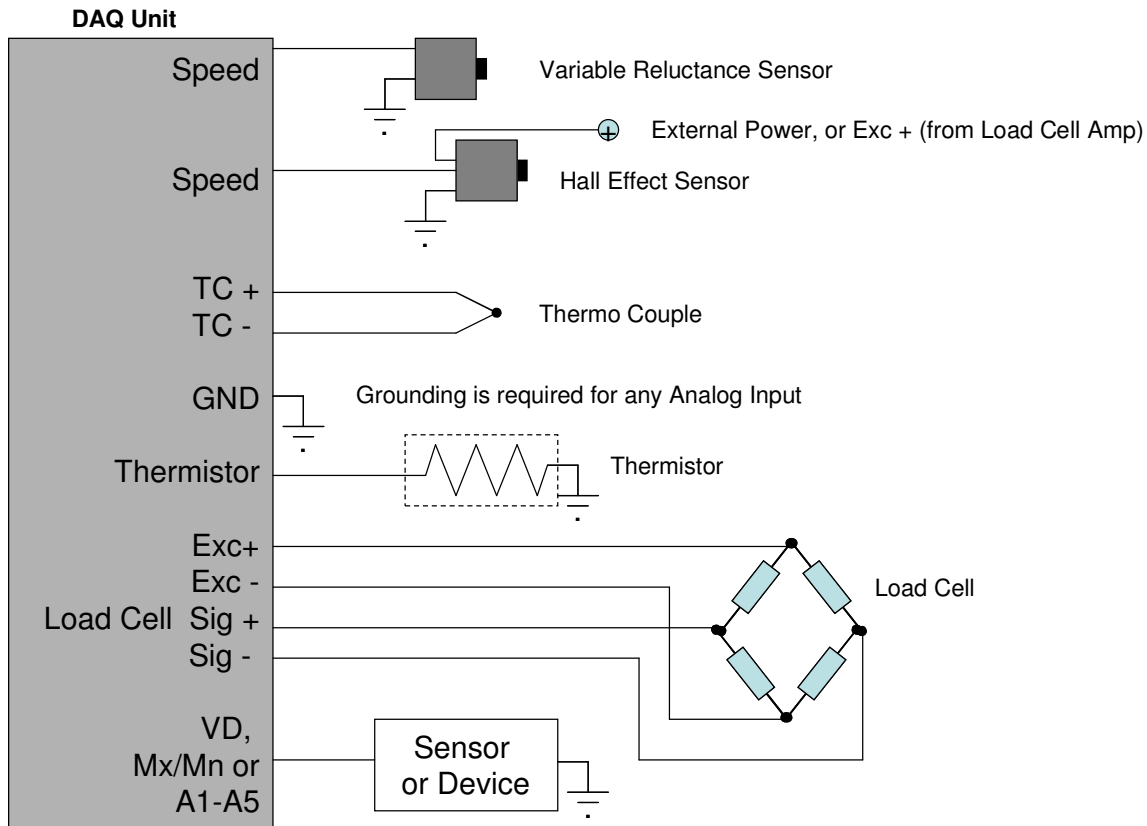 DAQ Unit
Speed
Variable Reluctance Sensor
External Power, or Exc + (from Load Cell Amp)
Speed
Hall Effect Sensor
TC +
TC -
Thermo Couple
GND
Grounding is required for any Analog Input
Thermistor
Thermistor
Exc+
Exc -
Load Cell
Load Cell Sig +
Sig -
VD,
Mx/Mn or
A1-A5
Sensor
or Device